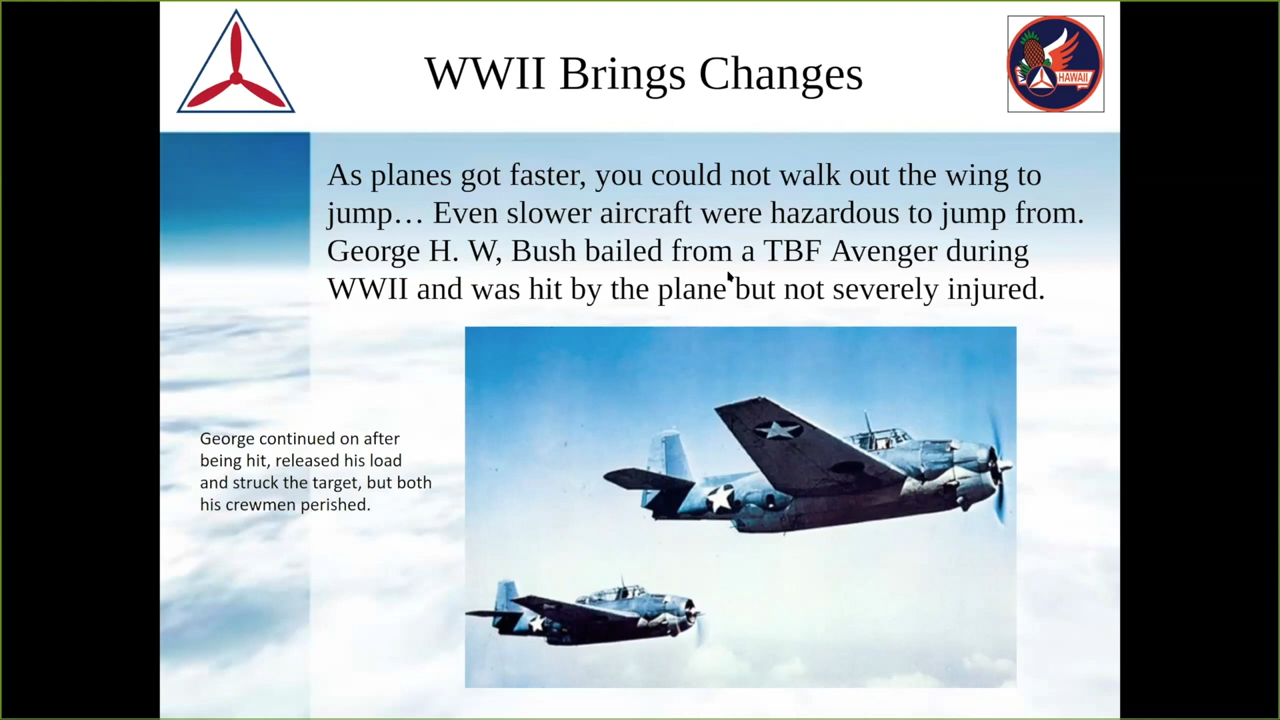 WWII Brings Changes
HAWAII
As planes got faster, you could not walk out the wing to
jump… Even slower aircraft were hazardous to jump from.
George H. W, Bush bailed from a TBF Avenger during
WWII and was hit by the plane but not severely injured.
George continued on after
being hit, released his load
and struck the target, but both
his crewmen perished.